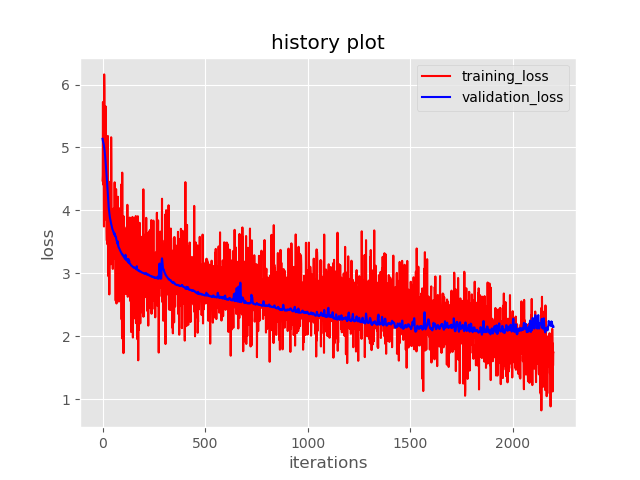 history plot
training_loss
validation_loss
6
5
4
3
2
1
loss
0
500
1000
1500
2000
iterations